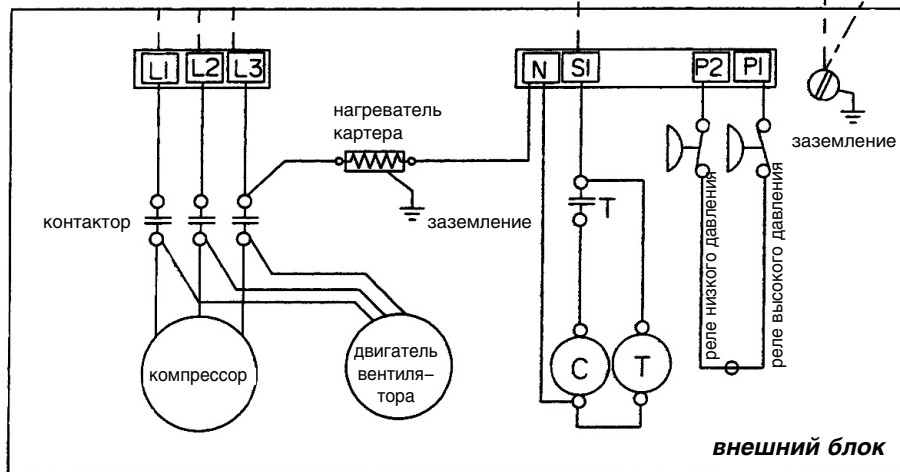 L1 L2 L3
N S1 P2 P1
нагреватель
картера
заземление
контактор
заземление
T
реле низкого давления
реле высокого давления
компрессор
двигатель
вентиля–
тора
C
T
внешний блок